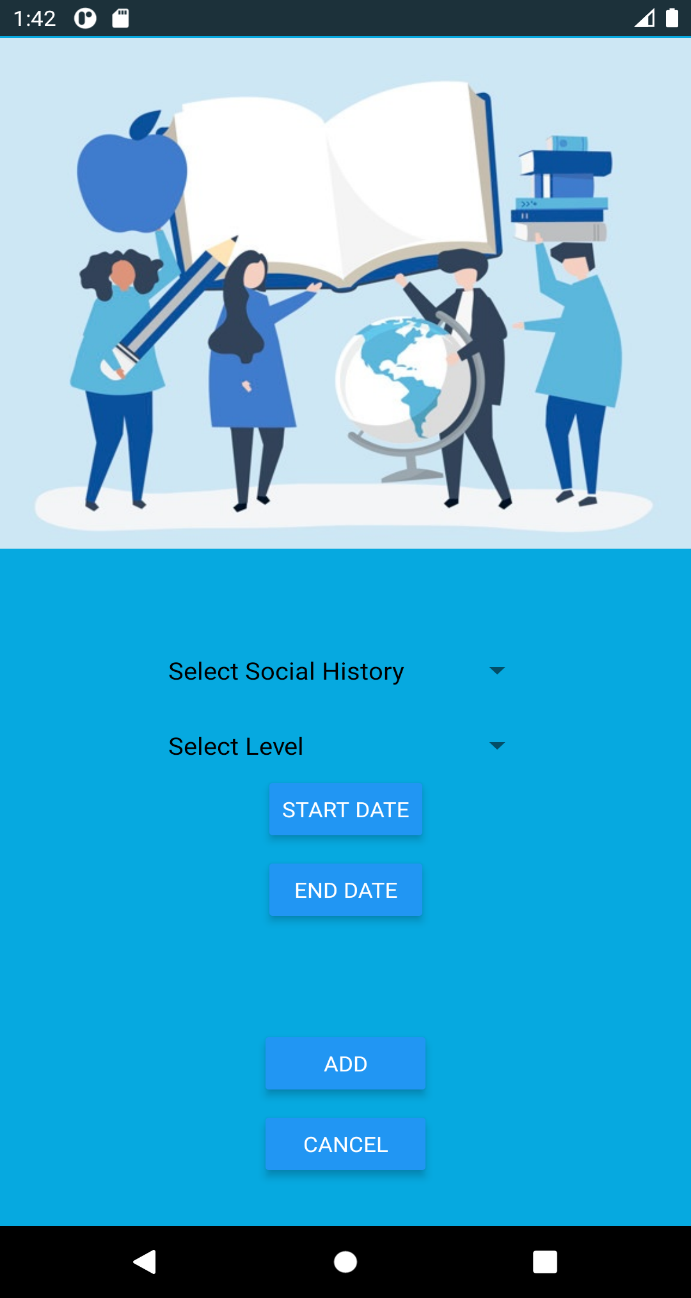 1:42
Select Social History
Select Level
START DATE
END DATE
ADD
CANCEL